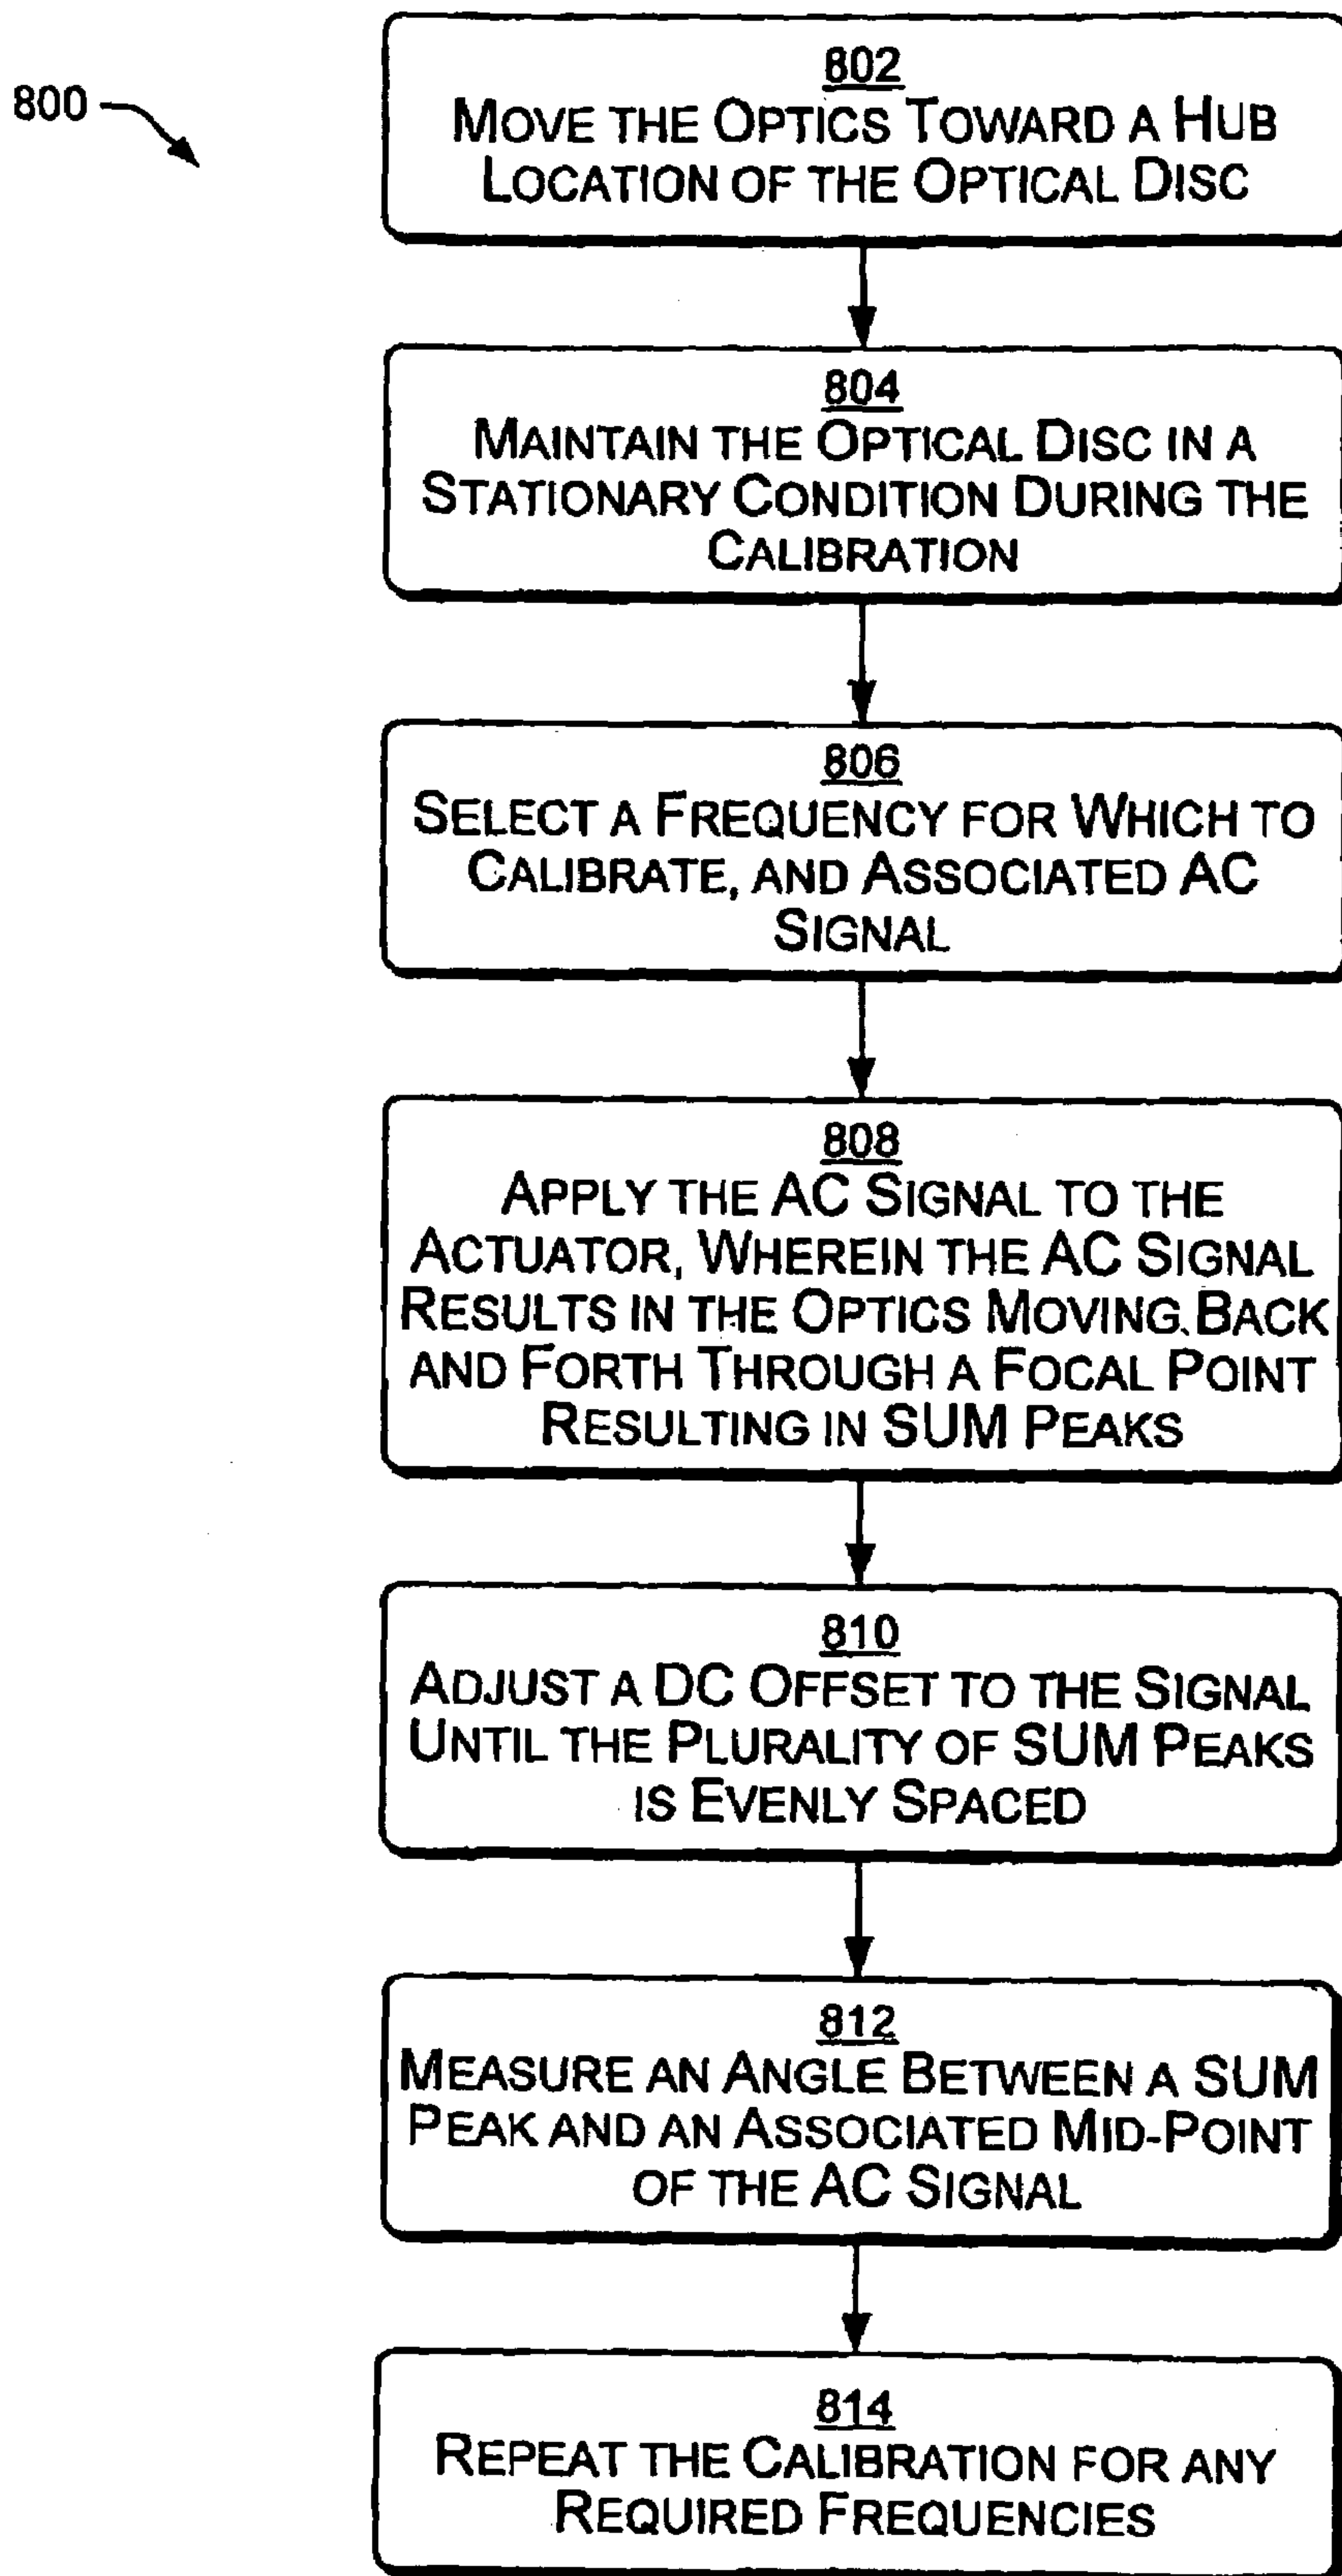 800
802
MOVE THE OPTICS TOWARD A HUB
LOCATION OF THE OPTICAL DISC
804
MAINTAIN THE OPTICAL DISC IN A
STATIONARY CONDITION DURING THE
CALIBRATION
806
SELECT A FREQUENCY FOR WHICH TO
CALIBRATE, AND ASSOCIATED AC
SIGNAL
808
APPLY THE AC SIGNAL TO THE
ACTUATOR, WHEREIN THE AC SIGNAL
RESULTS IN THE OPTICS MOVING BACK
AND FORTH THROUGH A FOCAL POINT
RESULTING IN SUM PEAKS
810
ADJUST A DC OFFSET TO THE SIGNAL
UNTIL THE PLURALITY OF SUM PEAKS
IS EVENLY SPACED
812
MEASURE AN ANGLE BETWEEN A SUM
PEAK AND AN ASSOCIATED MID-POINT
OF THE AC SIGNAL
814
REPEAT THE CALIBRATION FOR ANY
REQUIRED FREQUENCIES